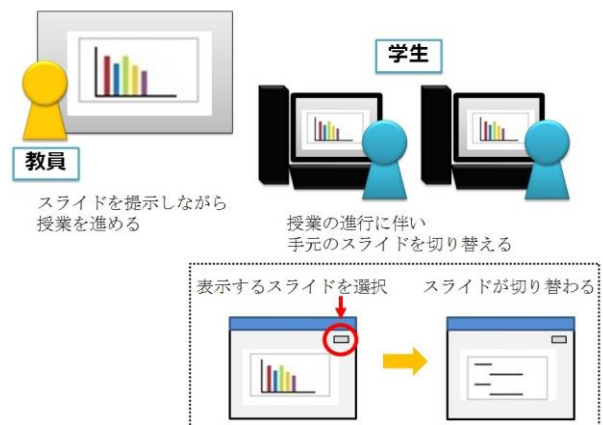 学生
教員
スライドを提示しながら
授業を進める
授業の進行に伴い
手元のスライドを切り替える
表示するスライドを選択
スライドが切り替わる